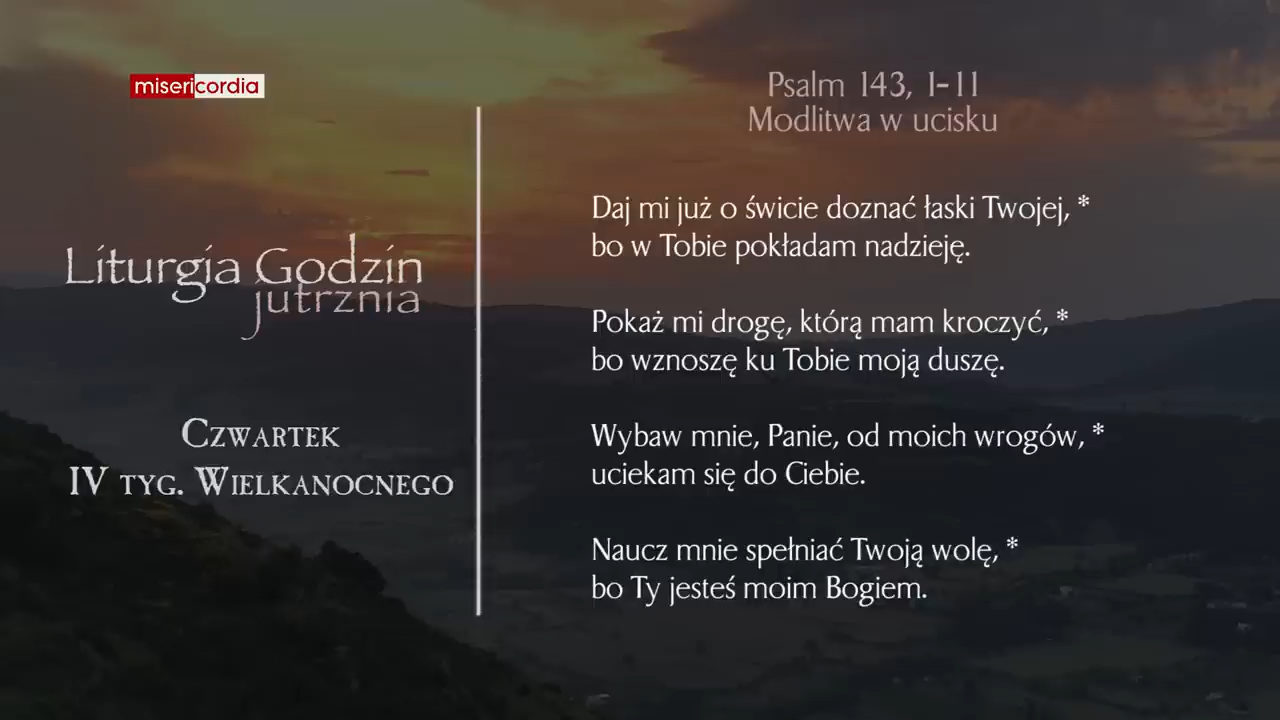 misericordia
Liturgia Godzin
jutrznia
Czwartek
IV tyg. Wielkanocnego
Psalm 143, 1-11
Modlitwa w ucisku
Daj mi już o świcie doznać łaski Twojej, *
bo w Tobie pokładam nadzieję.
Pokaż mi drogę, którą mam kroczyć, *
bo wznoszę ku Tobie moją duszę.
Wybaw mnie, Panie, od moich wrogów, *
uciekam się do Ciebie.
Naucz mnie spełniać Twoją wolę, *
bo Ty jesteś moim Bogiem.